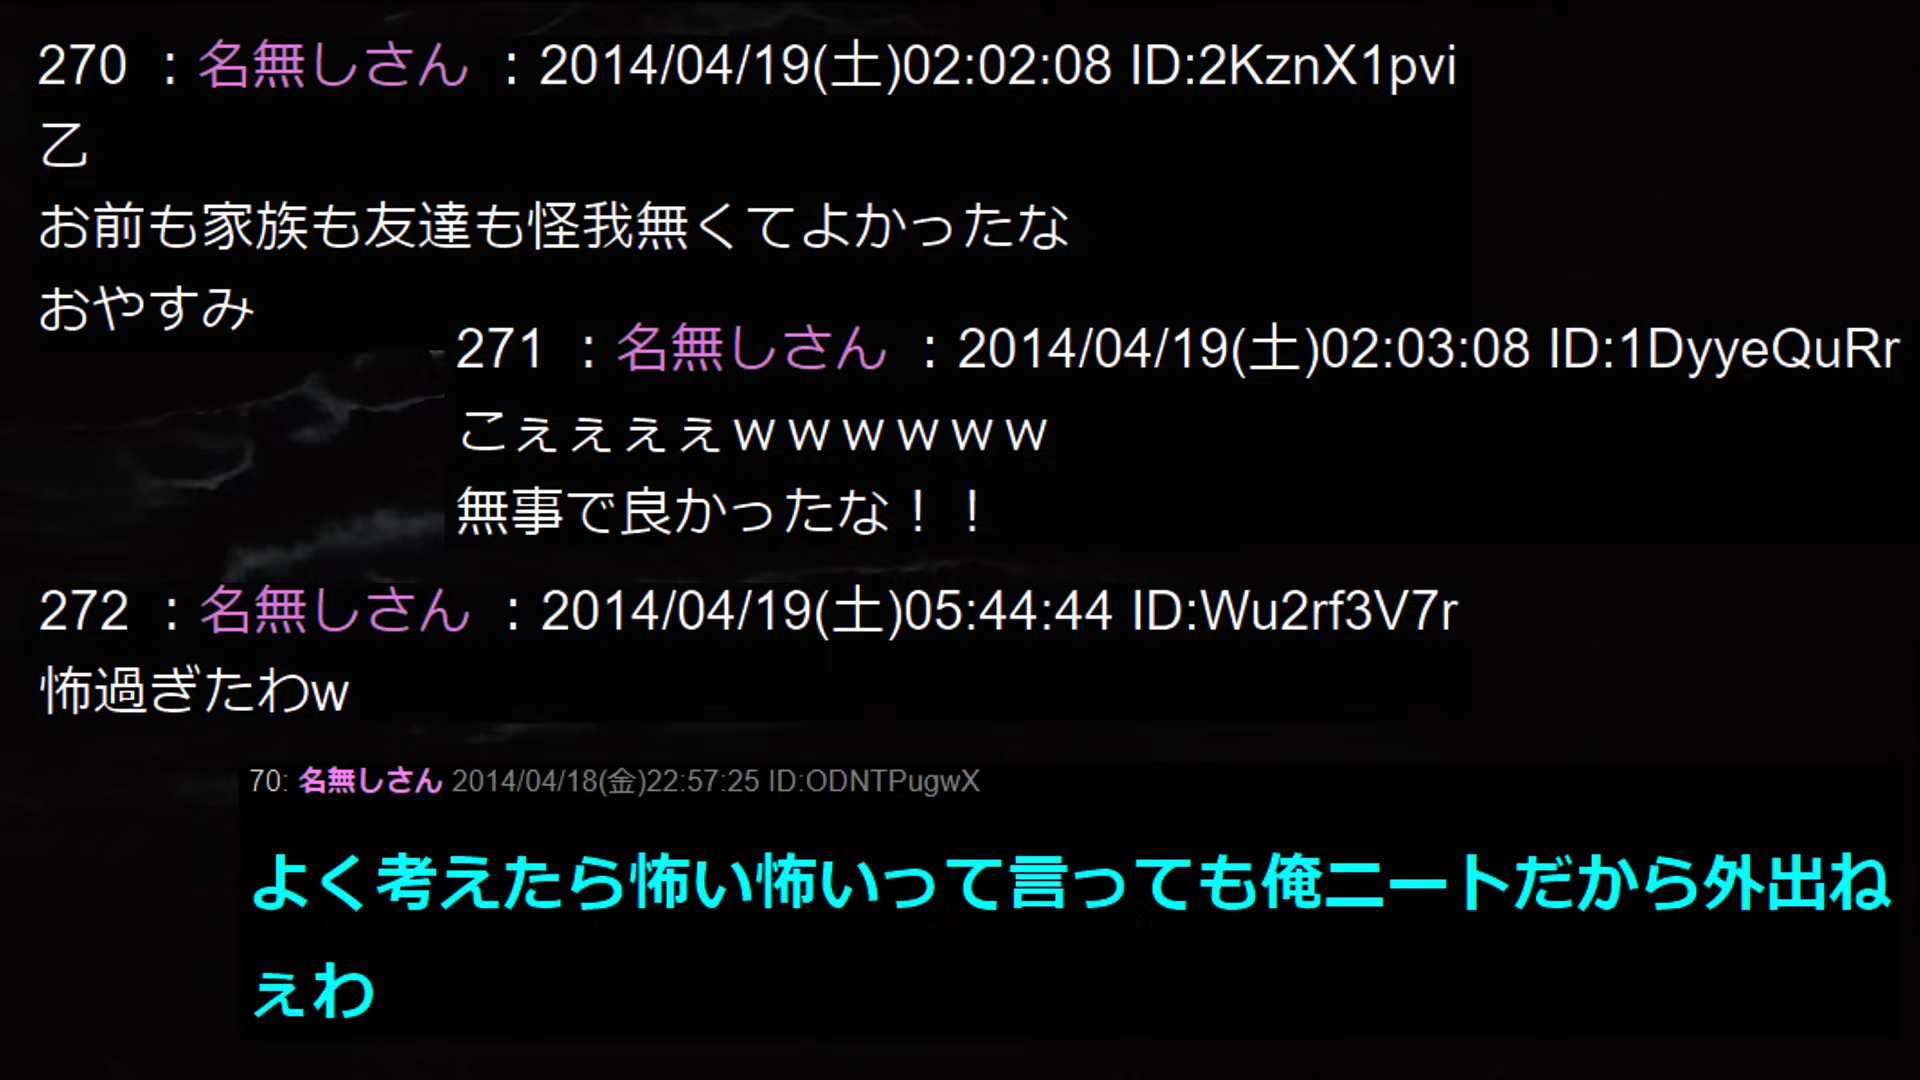 270 ：名無しさん ：2014/04/19(土)02:02:08 ID:2KznX1pvi
乙
お前も家族も友達も怪我無くてよかったな
おやすみ
271 ：名無しさん ：2014/04/19(土)02:03:08 ID:1DyyeQuRr
こぇぇぇぇｗｗｗｗｗｗ
無事で良かったな！！
272 ：名無しさん ：2014/04/19(土)05:44:44 ID:Wu2rf3V7r
怖過ぎたわw
70: 名無しさん 2014/04/18(金)22:57:25 ID:ODNTPugwX
よく考えたら怖い怖いって言っても俺ニートだから外出ね
ぇわ